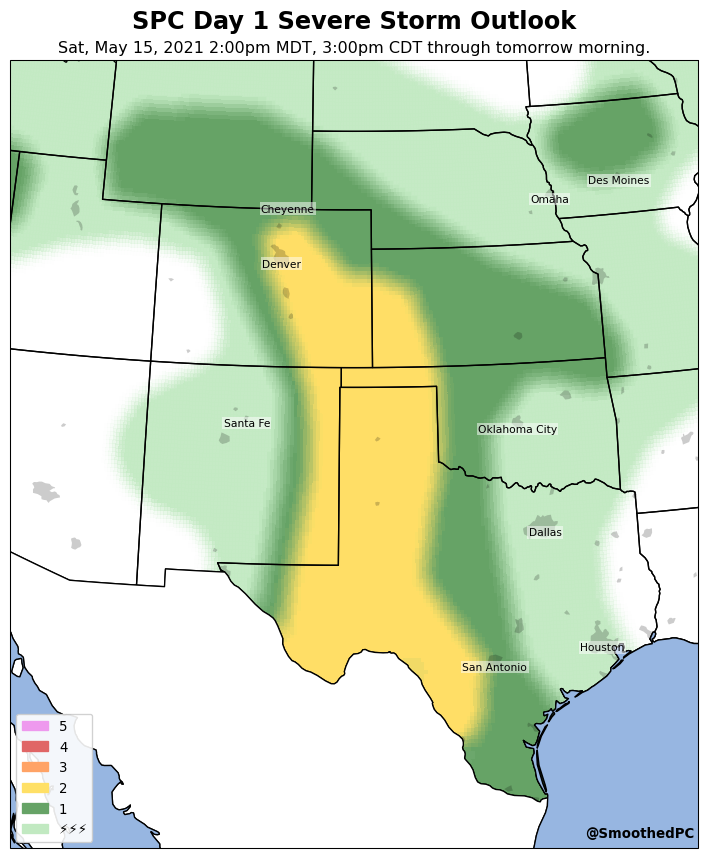 SPC Day 1 Severe Storm Outlook
Sat, May 15, 2021 2:00pm MDT, 3:00pm CDT through tomorrow morning.
Des Moines
Omaha
Cheyenne
Denver
Santa Fe
Oklahoma City
Dallas
Houston
San Antonio
5
4
3
2
1
⚡⚡⚡
@SmoothedPC